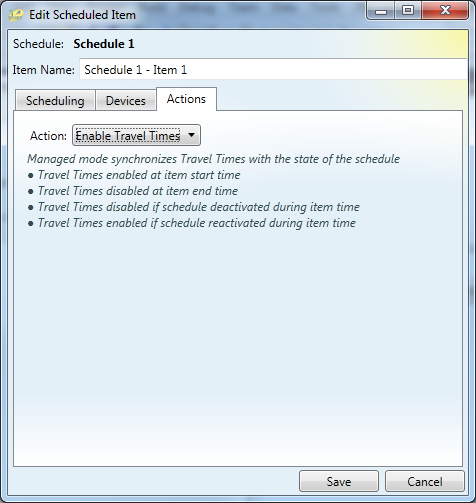 Edit Scheduled Item
Schedule: Schedule 1
Item Name: Schedule 1 - Item 1
Scheduling Devices Actions
Action: Enable Travel Times
Managed mode synchronizes Travel Times with the state of the schedule
● Travel Times enabled at item start time
● Travel Times disabled at item end time
● Travel Times disabled if schedule deactivated during item time
● Travel Times enabled if schedule reactivated during item time
Save Cancel